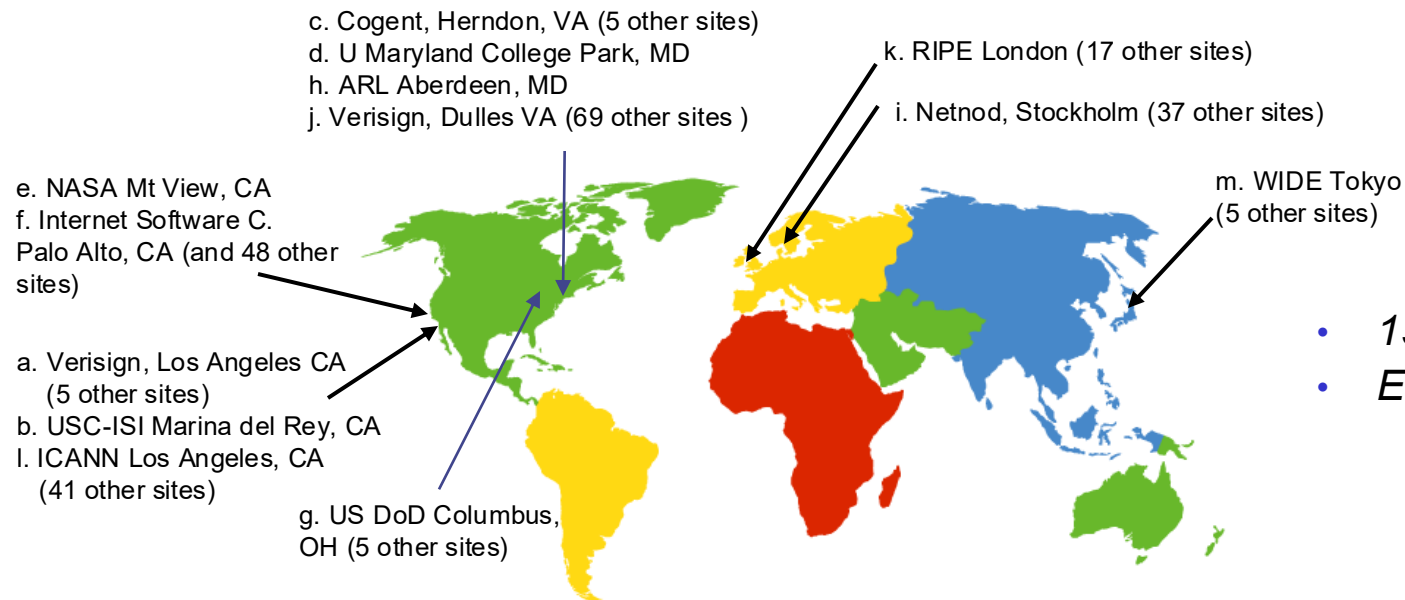 c. Cogent, Herndon, VA (5 other sites)
d. U Maryland College Park, MD
h. ARL Aberdeen, MD
j. Verisign, Dulles VA (69 other sites )
k. RIPE London (17 other sites)
i. Netnod, Stockholm (37 other sites)
m. WIDE Tokyo
(5 other sites)
e. NASA Mt View, CA
f. Internet Software C.
Palo Alto, CA (and 48 other
sites)
a. Verisign, Los Angeles CA
(5 other sites)
b. USC-ISI Marina del Rey, CA
l. ICANN Los Angeles, CA
(41 other sites)
g. US DoD Columbus,
OH (5 other sites)